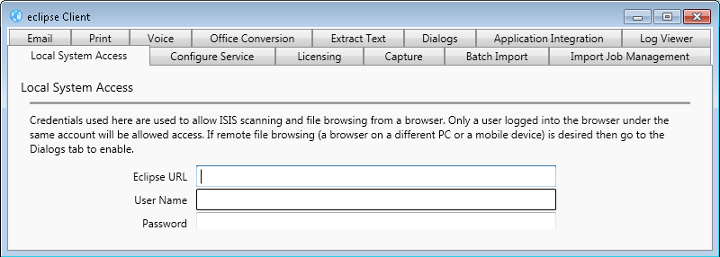 eclipse Client
Email Print Voice Office Conversion Extract Text Dialogs Application Integration Log Viewer
Local System Access Configure Service Licensing Capture Batch Import Import Job Management
Local System Access
Credentials used here are used to allow ISIS scanning and file browsing from a browser. Only a user logged into the browser under the
same account will be allowed access. If remote file browsing (a browser on a different PC or a mobile device) is desired then go to the
Dialogs tab to enable.
Eclipse URL
User Name
Password